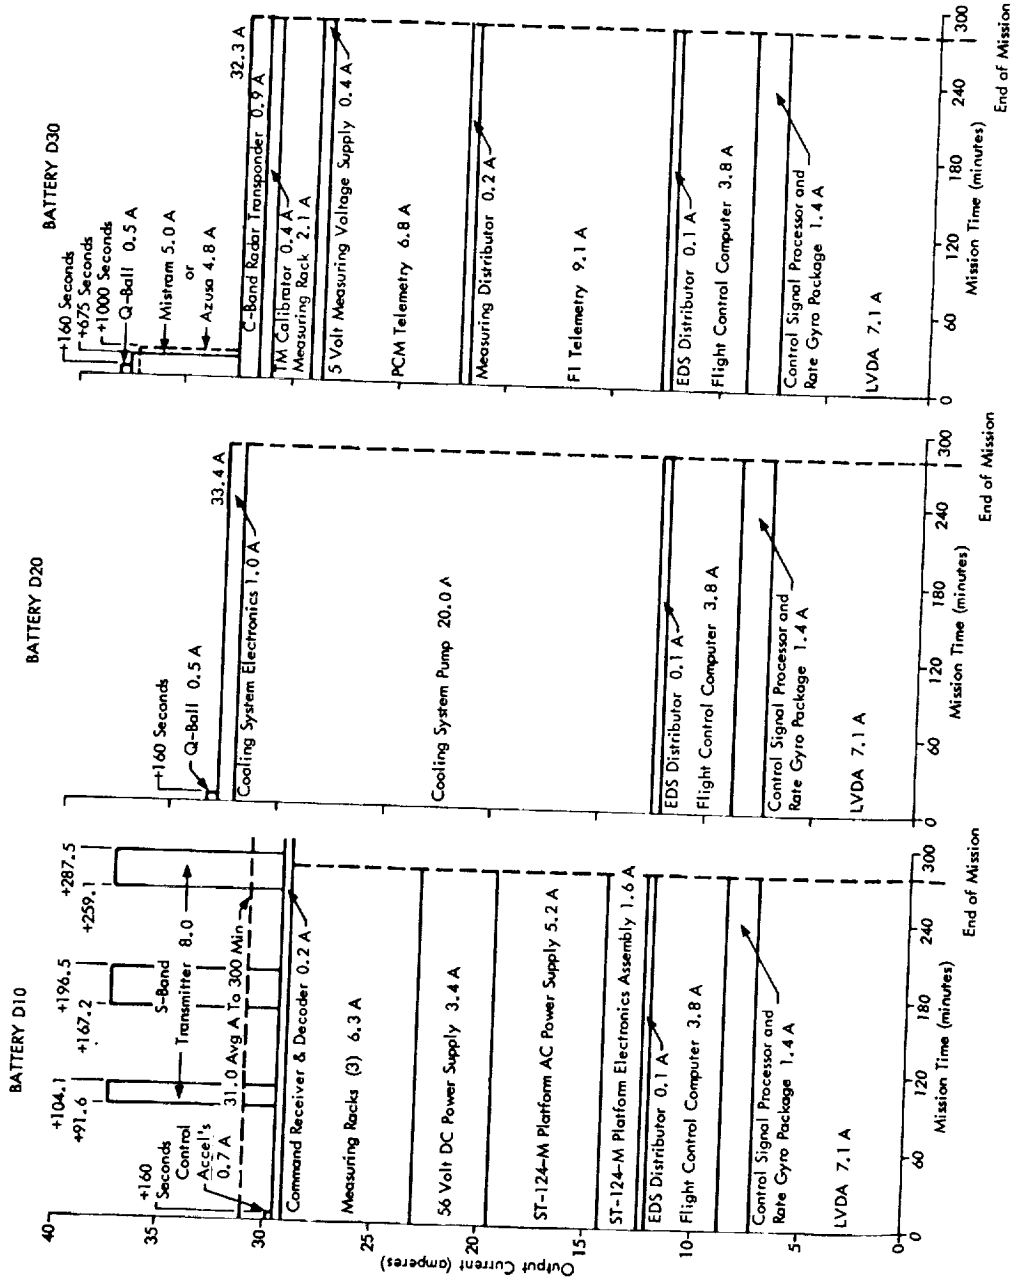 BATTERY D10
+104.1
+91.6
+196.5
+167.2
+287.5
+259.1
+160
Seconds
Control
Accel's
0.7 A
S-Band
Transmitter 8.0
31.0 Avg A To 300 Min
Command Receiver & Decoder 0.2 A
Measuring Racks (3) 6.3 A
56 Volt DC Power Supply 3.4 A
ST-124-M Platform AC Power Supply 5.2 A
ST-124-M Platform Electronics Assembly 1.6 A
EDS Distributor 0.1 A
Flight Control Computer 3.8 A
Control Signal Processor and
Rate Gyro Package 1.4 A
LVDA 7.1 A
40
35
30
25
20
15
10
5
0
Output Current (amperes)
0 60 120 180 240 300
Mission Time (minutes)
End of Mission
BATTERY D20
+160 Seconds
Q-Ball 0.5 A
33.4 A
Cooling System Electronics 1.0 A
Cooling System Pump 20.0 A
EDS Distributor 0.1 A
Flight Control Computer 3.8 A
Control Signal Processor and
Rate Gyro Package 1.4 A
LVDA 7.1 A
0 60 120 180 240 300
Mission Time (minutes)
End of Mission
BATTERY D30
+160 Seconds
+675 Seconds
+1000 Seconds
Q-Ball 0.5 A
Mistram 5.0 A
or
Azusa 4.8 A
32.3 A
C-Band Radar Transponder 0.9 A
TM Calibrator 0.4 A
Measuring Rack 2.1 A
5 Volt Measuring Voltage Supply 0.4 A
PCM Telemetry 6.8 A
Measuring Distributor 0.2 A
F1 Telemetry 9.1 A
EDS Distributor 0.1 A
Flight Control Computer 3.8 A
Control Signal Processor and
Rate Gyro Package 1.4 A
LVDA 7.1 A
0 60 120 180 240 300
Mission Time (minutes)
End of Mission